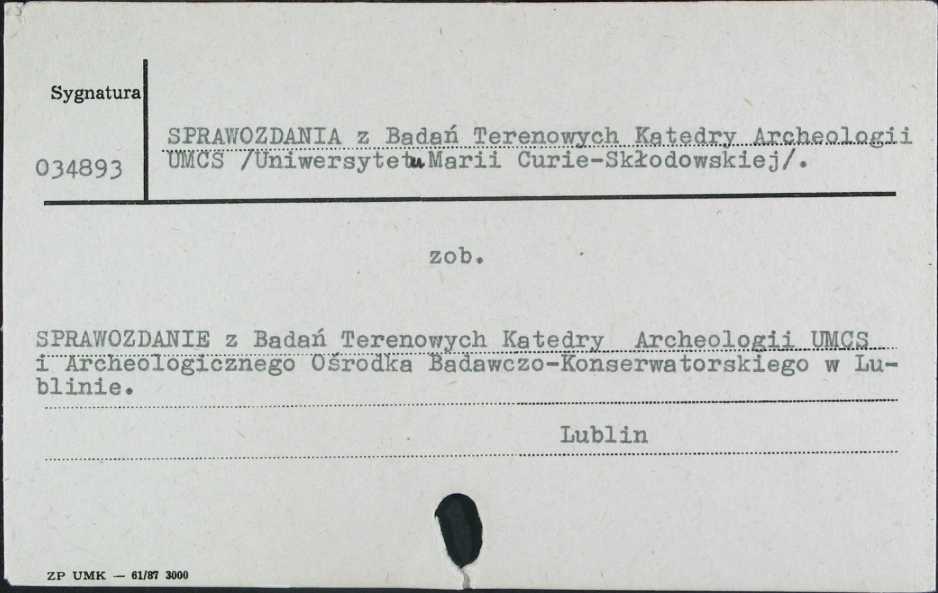 Sygnatura
SPRAWOZDANIA z Badań Terenowych Katedry Archeologii
034893
UMCS /Uniwersytetu Marii Curie-Skłodowskiej/.
zob.
SPRAWOZDANIE z Badań Terenowych Katedry Archeologii UMCS
i Archeologicznego Ośrodka Badawczo-Konserwatorskiego w Lu-
blinie.
Lublin
ZP UMK — 61/87 3000